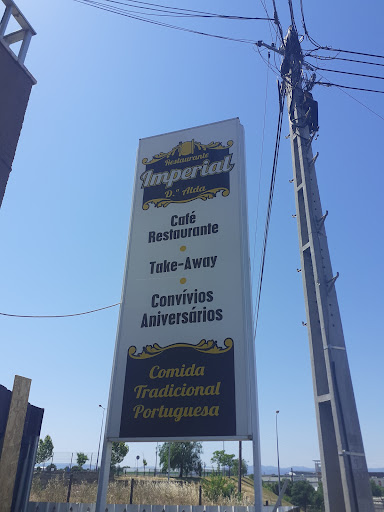 Restaurante
Imperial
D.ª Alda
Café
Restaurante
Take-Away
Convívios
Aniversários
Comida
Tradicional
Portuguesa